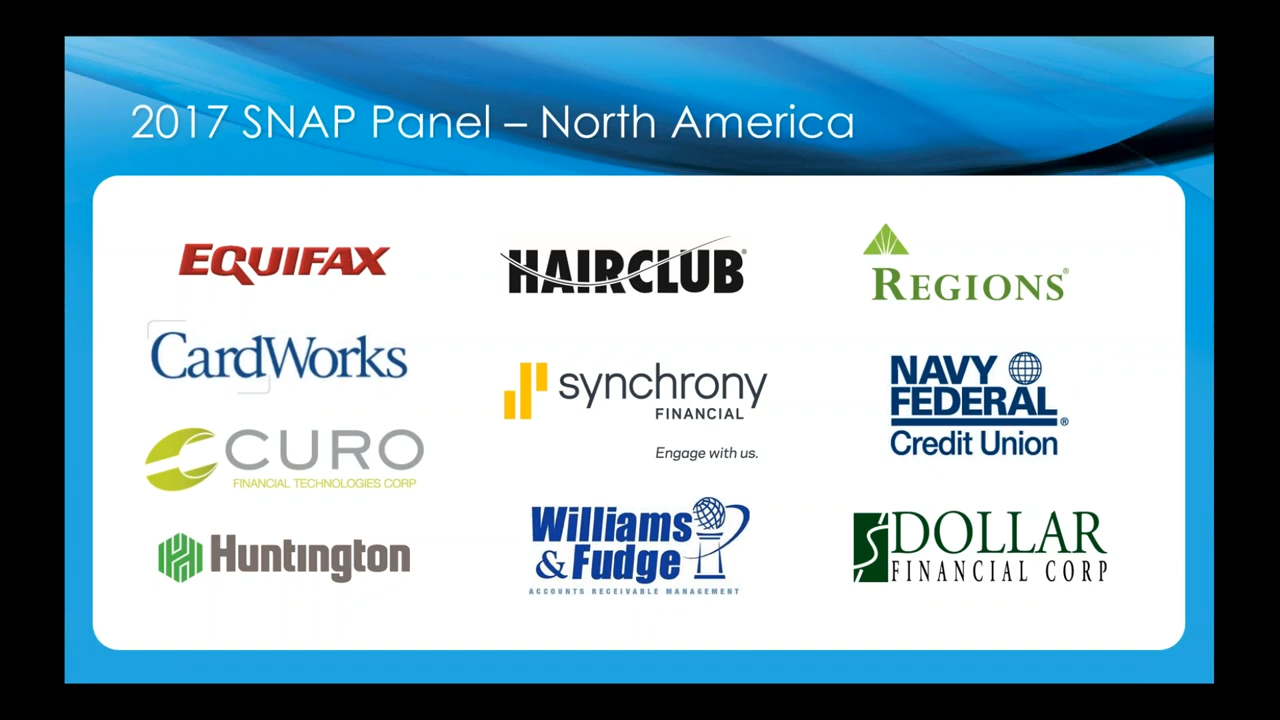 2017 SNAP Panel – North America
EQUIFAX
HAIRCLUB®
REGIONS®
CardWorks
synchrony
FINANCIAL
Engage with us.
NAVY
FEDERAL®
Credit Union
CURO
FINANCIAL TECHNOLOGIES CORP
Huntington
Williams
& Fudge
ACCOUNTS RECEIVABLE MANAGEMENT
DOLLAR
FINANCIAL CORP